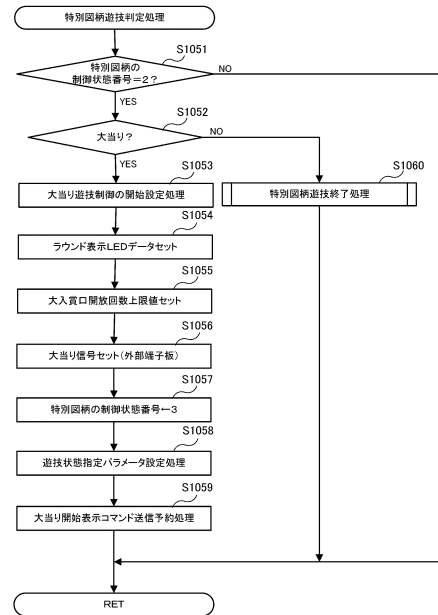 特別図柄遊技判定処理
S1051
特別図柄の
制御状態番号=2?
NO
YES
S1052
大当り?
NO
YES
S1053
大当り遊技制御の開始設定処理
S1060
特別図柄遊技終了処理
S1054
ラウンド表示LEDデータセット
S1055
大入賞口開放回数上限値セット
S1056
大当り信号セット(外部端子板)
S1057
特別図柄の制御状態番号←3
S1058
遊技状態指定パラメータ設定処理
S1059
大当り開始表示コマンド送信予約処理
RET